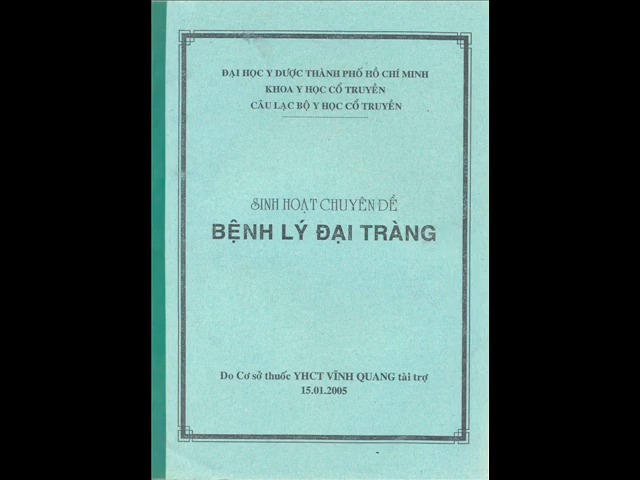 ĐẠI HỌC Y DƯỢC THÀNH PHỐ HỒ CHÍ MINH
KHOA Y HỌC CỔ TRUYỀN
CÂU LẠC BỘ Y HỌC CỔ TRUYỀN
SINH HOẠT CHUYÊN ĐỀ
BỆNH LÝ ĐẠI TRÀNG
Do Cơ sở thuốc YHCT VĨNH QUANG tài trợ
15.01.2005